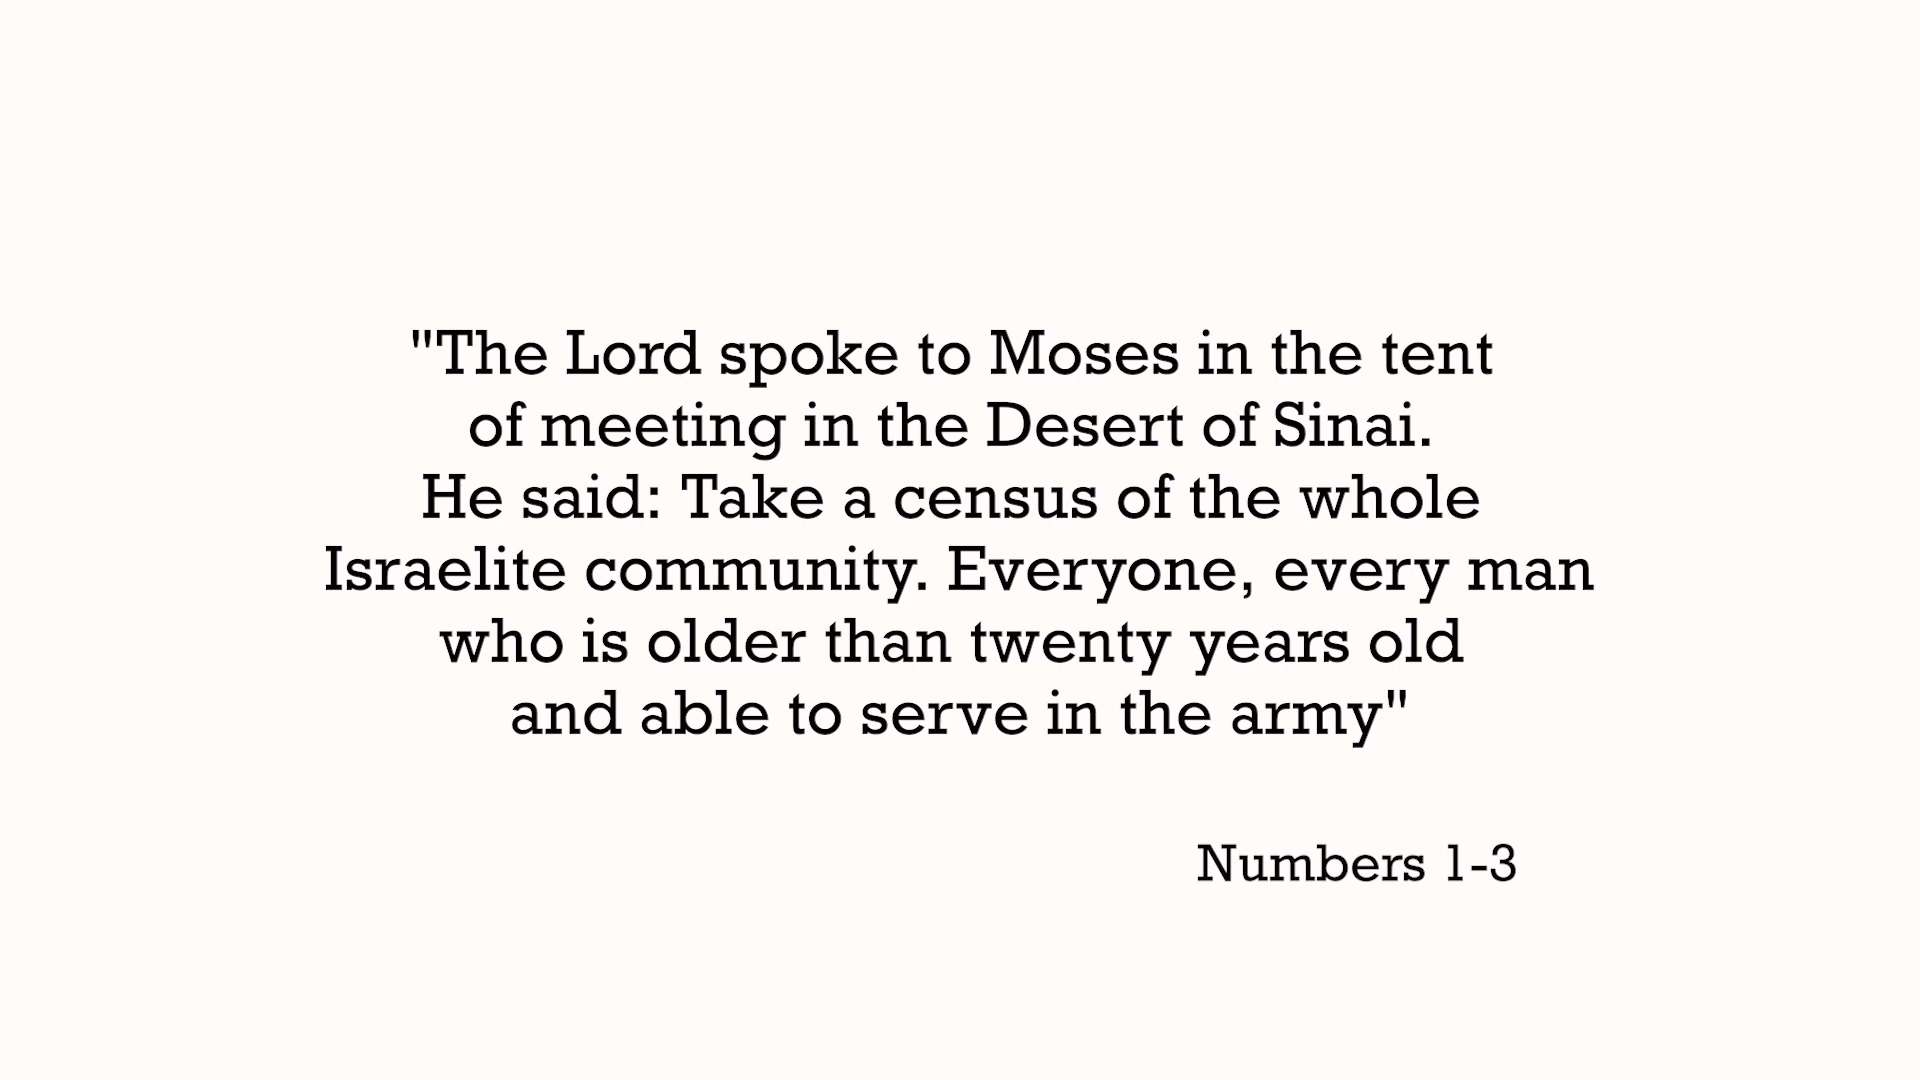 "The Lord spoke to Moses in the tent
of meeting in the Desert of Sinai.
He said: Take a census of the whole
Israelite community. Everyone, every man
who is older than twenty years old
and able to serve in the army"
Numbers 1-3